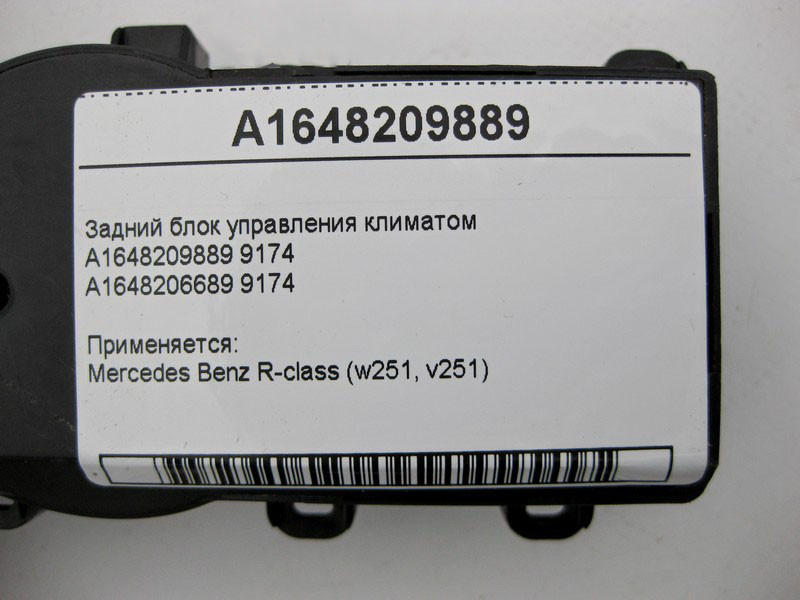 A1648209889
Задний блок управления климатом
A1648209889 9174
A1648206689 9174
Применяется:
Mercedes Benz R-class (w251, v251)